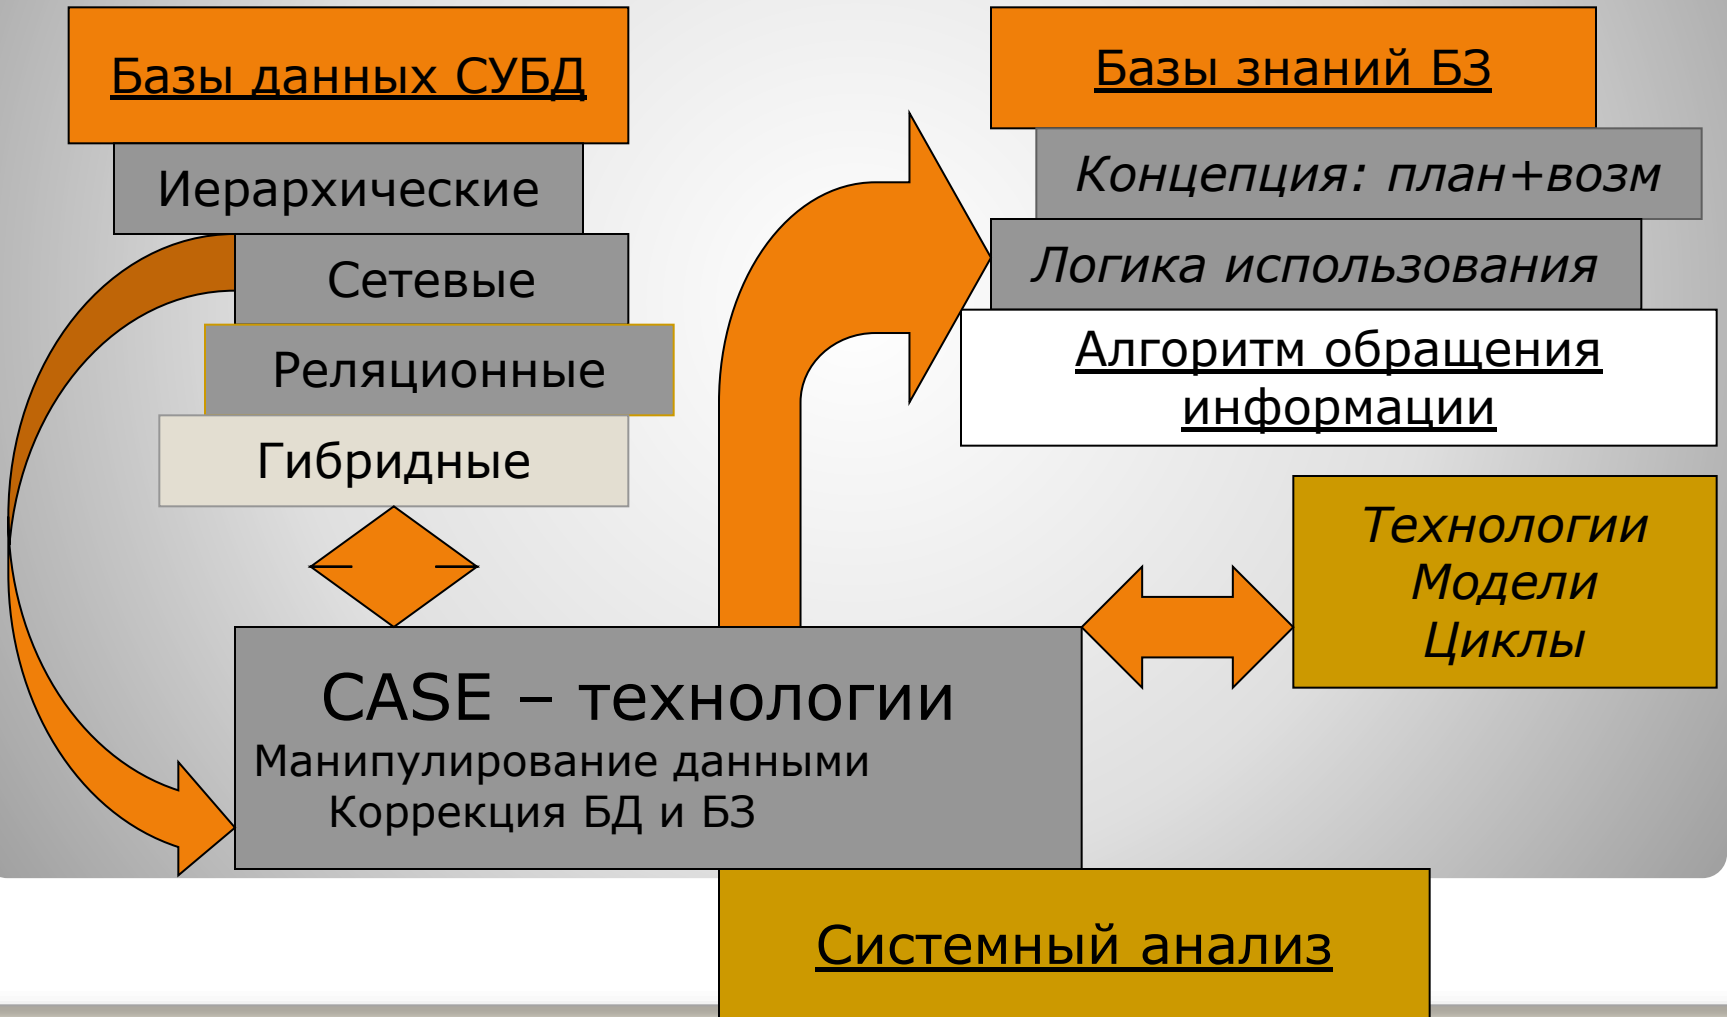 Базы данных СУБД
Иерархические
Сетевые
Реляционные
Гибридные
Базы знаний БЗ
Концепция: план+возм
Логика использования
Алгоритм обращения
информации
Технологии
Модели
Циклы
CASE – технологии
Манипулирование данными
Коррекция БД и БЗ
Системный анализ